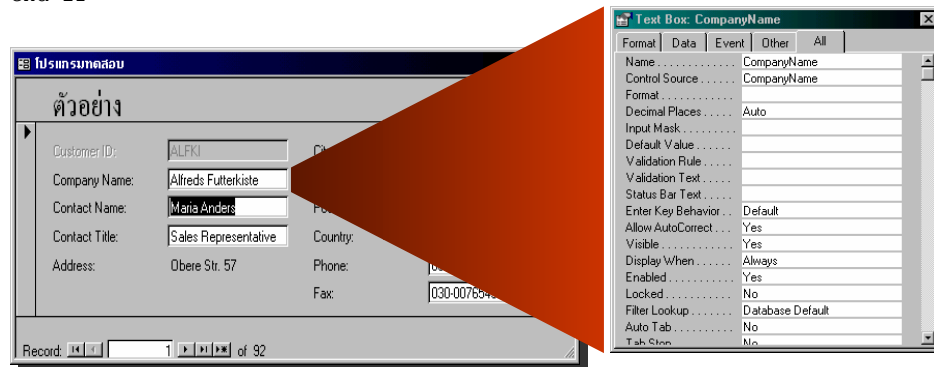 โปรแกรมทดสอบ
ตัวอย่าง
Customer ID: ALFKI
Company Name: Alfreds Futterkiste
Contact Name: Maria Anders
Contact Title: Sales Representative Country:
Address: Obere Str. 57 Phone:
Fax:
Record: 1 of 92
Text Box: CompanyName
Format Data Event Other All
Name . . . . . . . . . . . . . CompanyName
Control Source . . . . . . CompanyName
Format . . . . . . . . . . . .
Decimal Places . . . . . Auto
Input Mask . . . . . . . . .
Default Value . . . . . . .
Validation Rule . . . . .
Validation Text . . . . .
Status Bar Text . . . . .
Enter Key Behavior . . Default
Allow AutoCorrect . . . Yes
Visible . . . . . . . . . . . . Yes
Display When . . . . . . Always
Enabled . . . . . . . . . . . Yes
Locked . . . . . . . . . . . No
Filter Lookup . . . . . . . Database Default
Auto Tab . . . . . . . . . . No
Tab Stop No